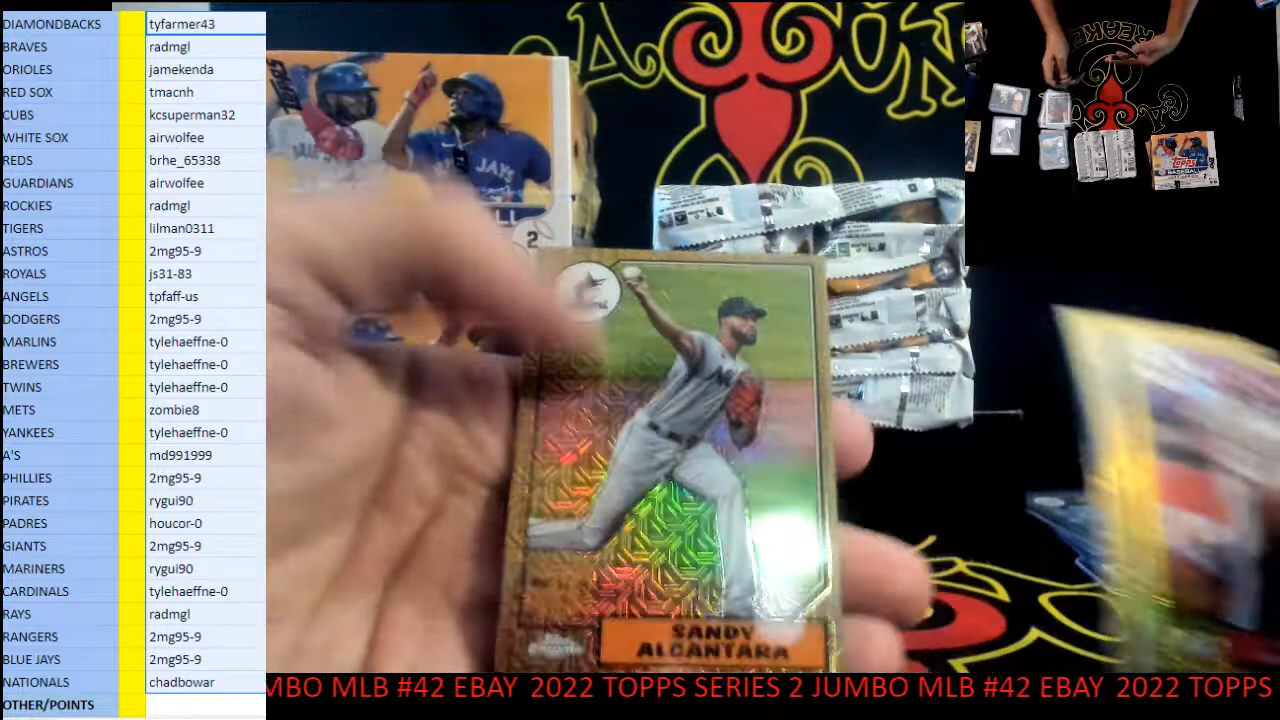 DIAMONDBACKS tyfarmer43
BRAVES radmgl
ORIOLES jamekenda
RED SOX tmacnh
CUBS kcsuperman32
WHITE SOX airwolfee
REDS brhe_65338
GUARDIANS airwolfee
ROCKIES radmgl
TIGERS lilman0311
ASTROS 2mg95-9
ROYALS js31-83
ANGELS tpfaff-us
DODGERS 2mg95-9
MARLINS tylehaeffne-0
BREWERS tylehaeffne-0
TWINS tylehaeffne-0
METS zombie8
YANKEES tylehaeffne-0
A'S md991999
PHILLIES 2mg95-9
PIRATES rygui90
PADRES houcor-0
GIANTS 2mg95-9
MARINERS rygui90
CARDINALS tylehaeffne-0
RAYS radmgl
RANGERS 2mg95-9
BLUE JAYS 2mg95-9
NATIONALS chadbowar
OTHER/POINTS
JAYS
2
SANDY
ALCANTARA
Topps
BASEBALL
MBO MLB #42 EBAY 2022 TOPPS SERIES 2 JUMBO MLB #42 EBAY 2022 TOPPS